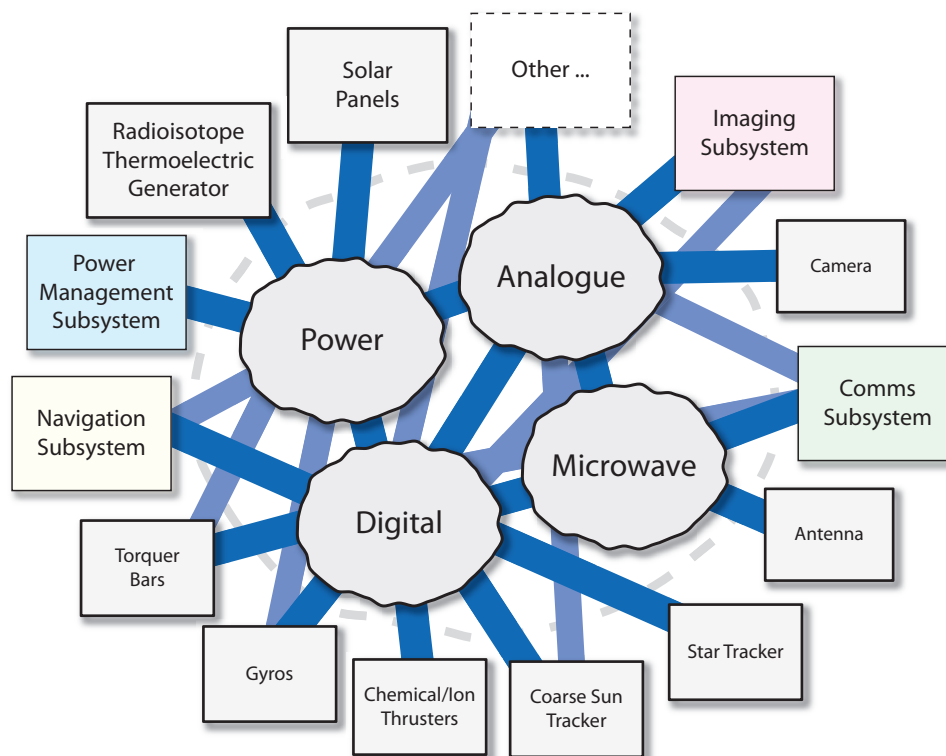 Solar
Panels
Other ...
Imaging
Subsystem
Radioisotope
Thermoelectric
Generator
Power
Management
Subsystem
Analogue
Camera
Power
Navigation
Subsystem
Comms
Subsystem
Microwave
Digital
Antenna
Torquer
Bars
Star Tracker
Gyros
Chemical/Ion
Thrusters
Coarse Sun
Tracker